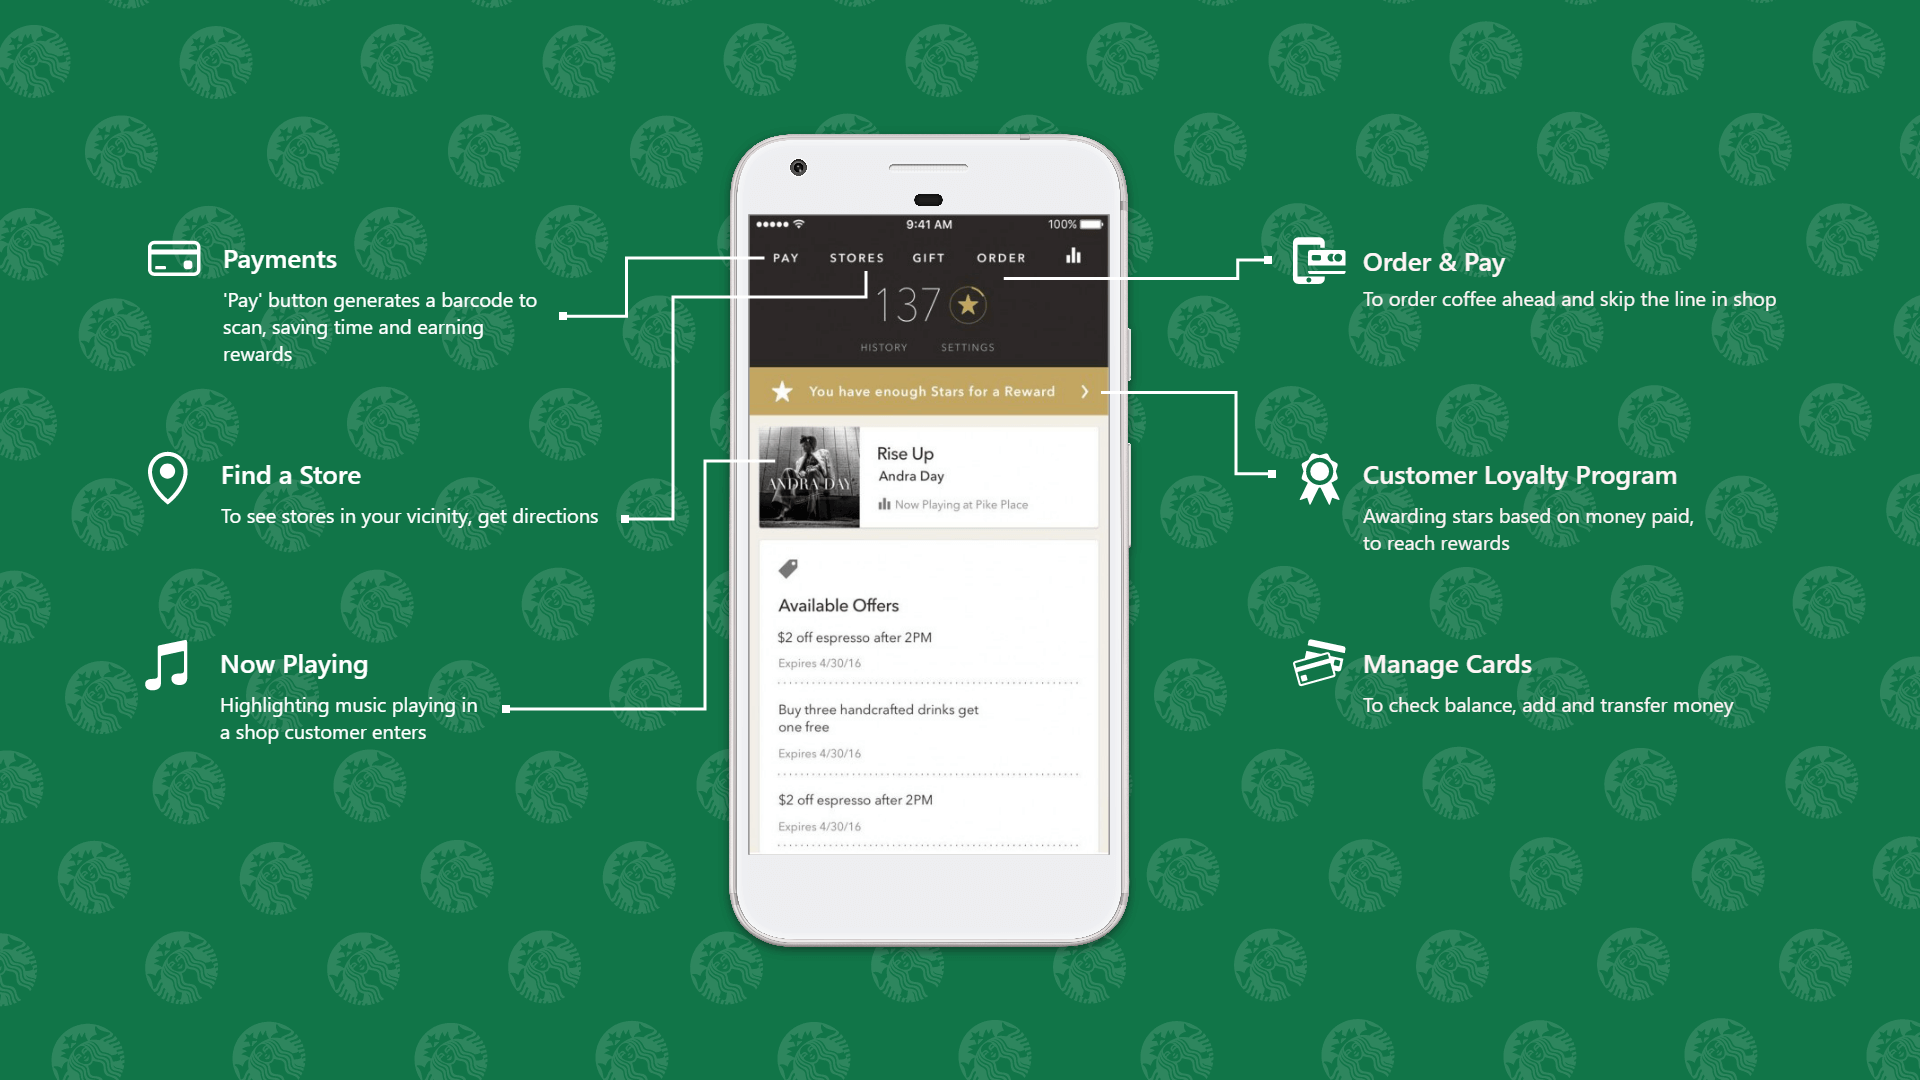 Payments
'Pay' button generates a barcode to
scan, saving time and earning
rewards
Find a Store
To see stores in your vicinity, get directions
Now Playing
Highlighting music playing in
a shop customer enters
9:41 AM
100%
PAY STORES GIFT ORDER
137
HISTORY SETTINGS
You have enough Stars for a Reward
ANDRA DAY
Rise Up
Andra Day
Now Playing at Pike Place
Available Offers
$2 off espresso after 2PM
Expires 4/30/16
Buy three handcrafted drinks get
one free
Expires 4/30/16
$2 off espresso after 2PM
Expires 4/30/16
Order & Pay
To order coffee ahead and skip the line in shop
Customer Loyalty Program
Awarding stars based on money paid,
to reach rewards
Manage Cards
To check balance, add and transfer money